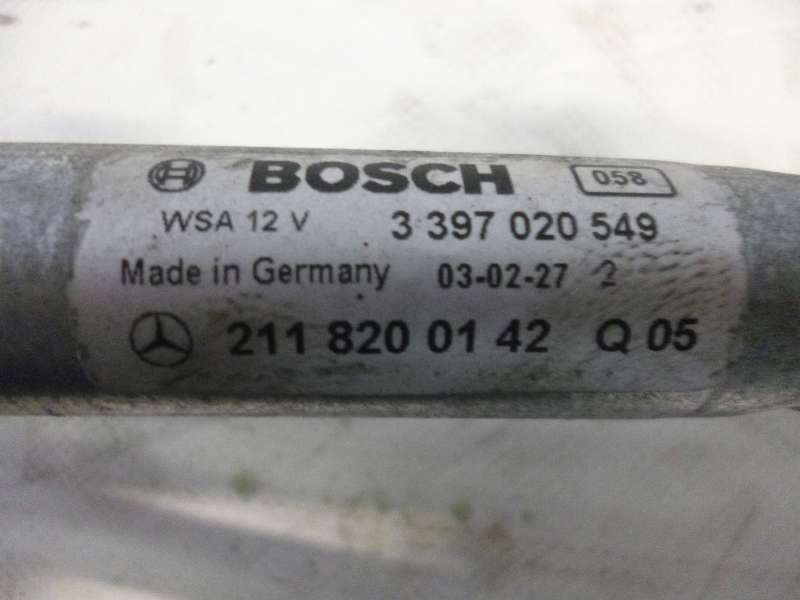 BOSCH 058
WSA 12 V 3 397 020 549
Made in Germany 03-02-27 2
211 820 01 42 Q 05